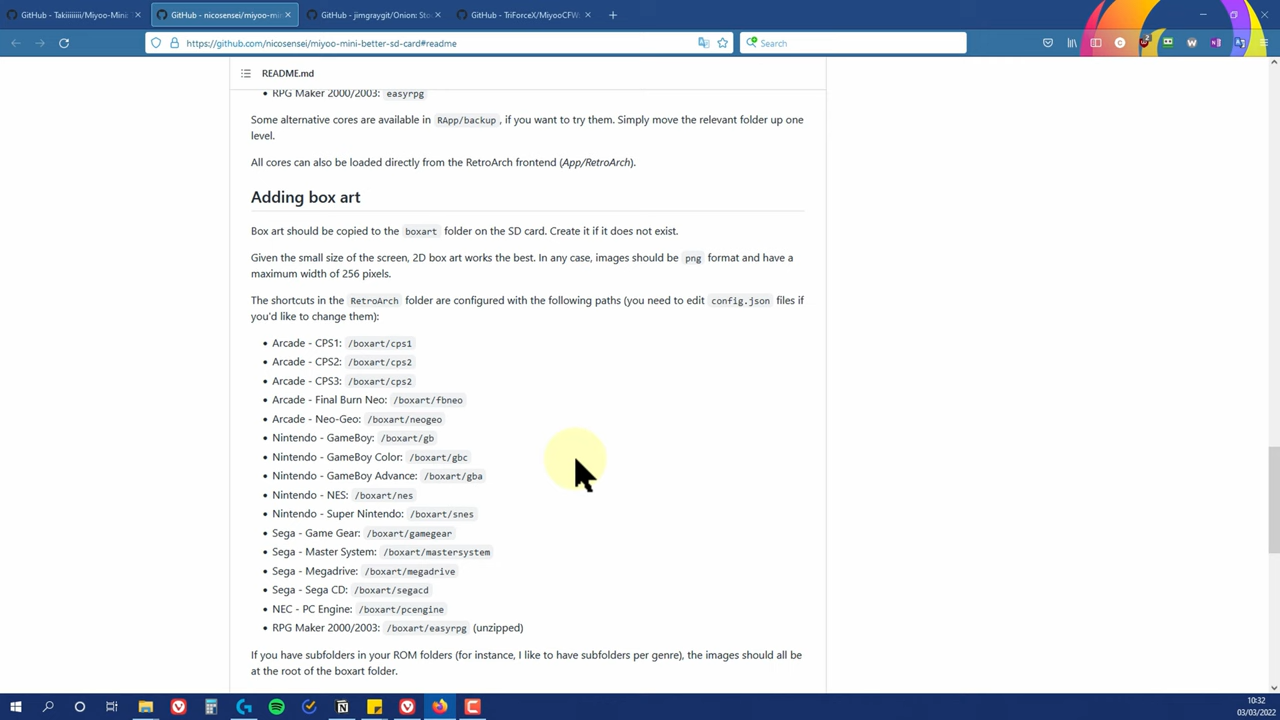 GitHub - Takiiiiiiii/Miyoo-Mini:
GitHub - nicosensei/miyoo-mini
GitHub - jimgraygit/Onion: Sto
GitHub - TriForceX/MiyooCFW:
https://github.com/nicosensei/miyoo-mini-better-sd-card#readme
Search
README.md
• RPG Maker 2000/2003: easyrpg
Some alternative cores are available in RApp/backup, if you want to try them. Simply move the relevant folder up one
level.
All cores can also be loaded directly from the RetroArch frontend (App/RetroArch).
Adding box art
Box art should be copied to the boxart folder on the SD card. Create it if it does not exist.
Given the small size of the screen, 2D box art works the best. In any case, images should be png format and have a
maximum width of 256 pixels.
The shortcuts in the RetroArch folder are configured with the following paths (you need to edit config.json files if
you'd like to change them):
• Arcade - CPS1: /boxart/cps1
• Arcade - CPS2: /boxart/cps2
• Arcade - CPS3: /boxart/cps2
• Arcade - Final Burn Neo: /boxart/fbneo
• Arcade - Neo-Geo: /boxart/neogeo
• Nintendo - GameBoy: /boxart/gb
• Nintendo - GameBoy Color: /boxart/gbc
• Nintendo - GameBoy Advance: /boxart/gba
• Nintendo - NES: /boxart/nes
• Nintendo - Super Nintendo: /boxart/snes
• Sega - Game Gear: /boxart/gamegear
• Sega - Master System: /boxart/mastersystem
• Sega - Megadrive: /boxart/megadrive
• Sega - Sega CD: /boxart/segacd
• NEC - PC Engine: /boxart/pcengine
• RPG Maker 2000/2003: /boxart/easyrpg (unzipped)
If you have subfolders in your ROM folders (for instance, I like to have subfolders per genre), the images should all be
at the root of the boxart folder.
10:32
03/03/2022